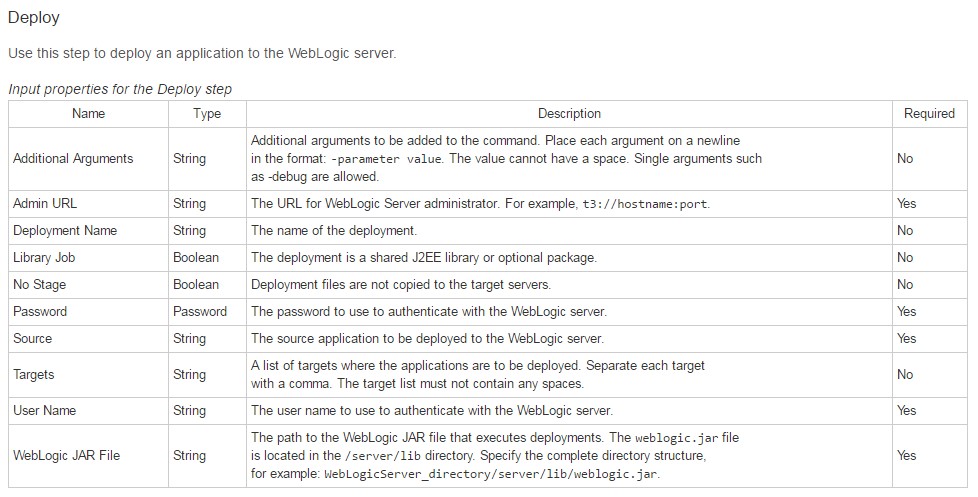 Deploy
Use this step to deploy an application to the WebLogic server.
Input properties for the Deploy step
Name Type Description Required
Additional Arguments String Additional arguments to be added to the command. Place each argument on a newline
in the format: -parameter value. The value cannot have a space. Single arguments such
as -debug are allowed. No
Admin URL String The URL for WebLogic Server administrator. For example, t3://hostname:port. Yes
Deployment Name String The name of the deployment. No
Library Job Boolean The deployment is a shared J2EE library or optional package. No
No Stage Boolean Deployment files are not copied to the target servers. No
Password Password The password to use to authenticate with the WebLogic server. Yes
Source String The source application to be deployed to the WebLogic server. Yes
Targets String A list of targets where the applications are to be deployed. Separate each target
with a comma. The target list must not contain any spaces. No
User Name String The user name to use to authenticate with the WebLogic server. Yes
WebLogic JAR File String The path to the WebLogic JAR file that executes deployments. The weblogic.jar file
is located in the /server/lib directory. Specify the complete directory structure,
for example: WebLogicServer_directory/server/lib/weblogic.jar. Yes